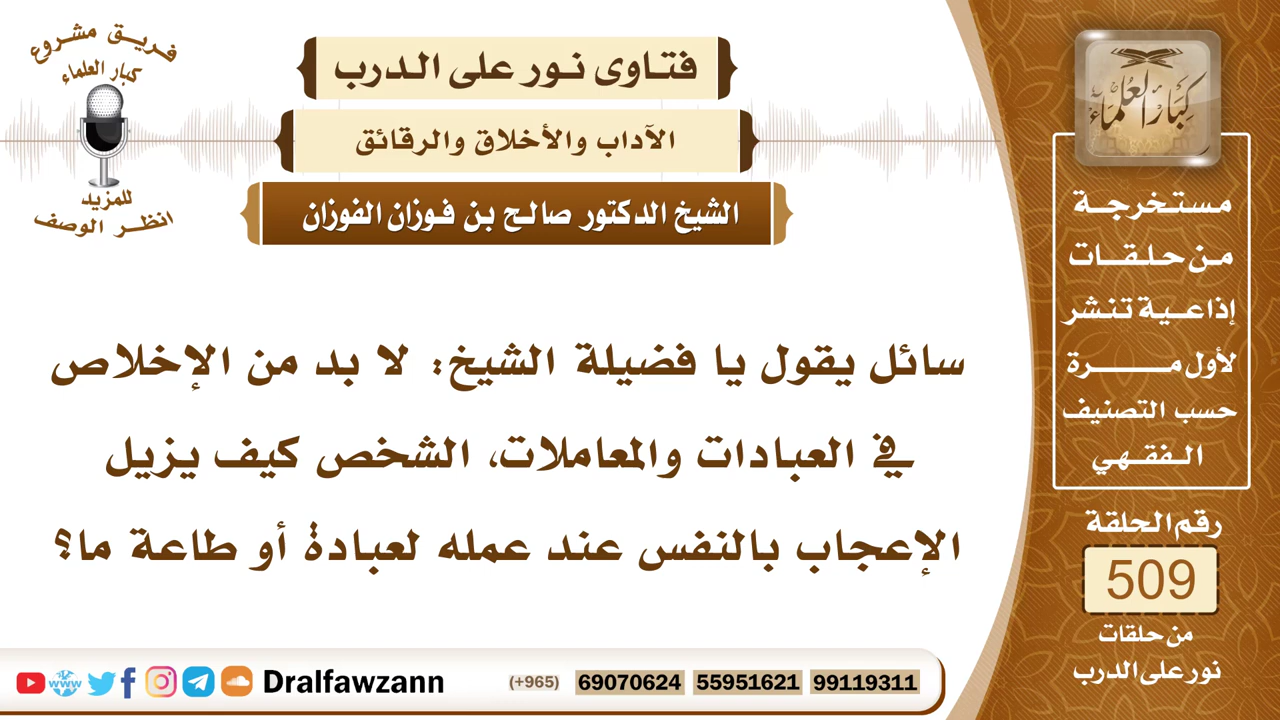 فريق مشروع
كبار العلماء
للمزيد
انظر الوصف
فتاوى نور على الدرب
الآداب والأخلاق والرقائق
الشيخ الدكتور صالح بن فوزان الفوزان
سائل يقول يا فضيلة الشيخ: لا بد من الإخلاص
في العبادات والمعاملات، الشخص كيف يزيل
الإعجاب بالنفس عند عمله لعبادة أو طاعة ما؟
كبار العلماء
مستخرجة
من حلقات
إذاعية تنشر
لأول مرة
حسب التصنيف
الفقهي
رقم الحلقة
509
من حلقات
نور على الدرب
www
Dralfawzann
(+965) 69070624 55951621 99119311